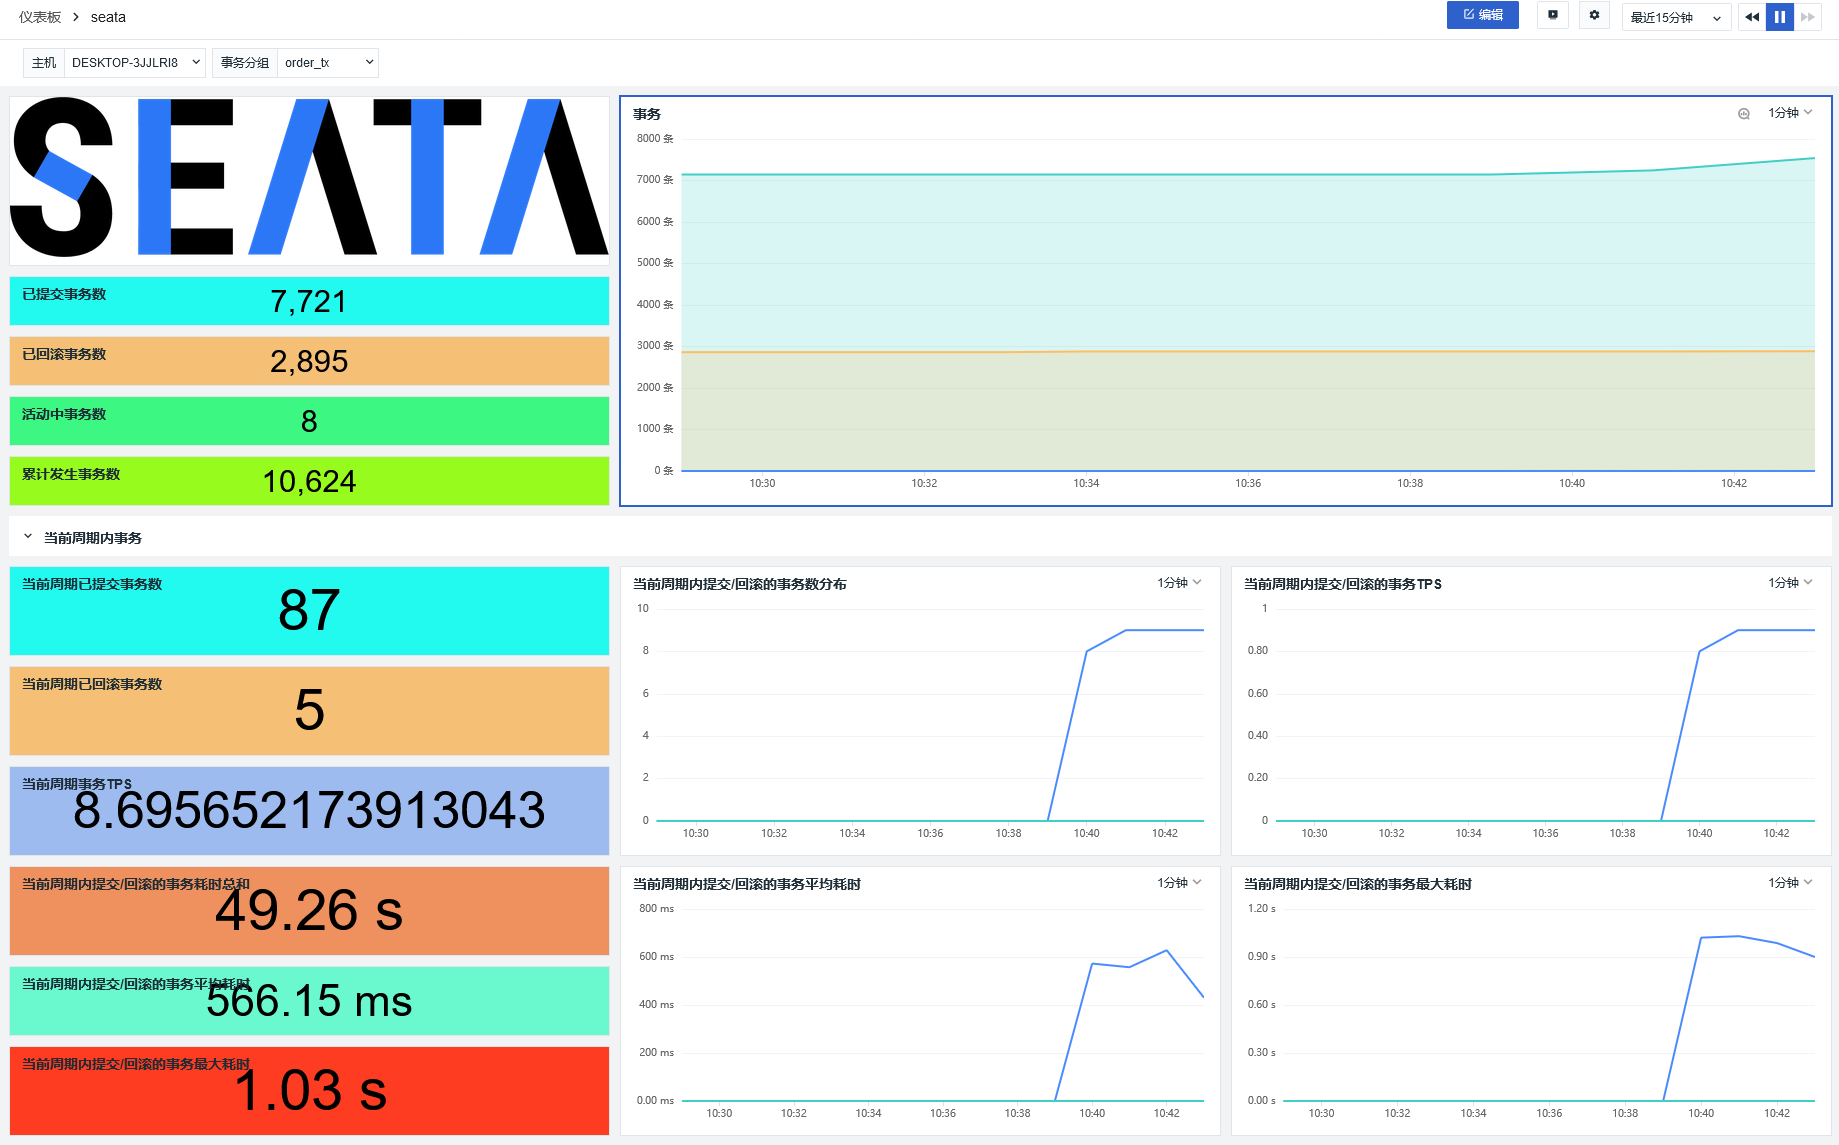 仪表板 > seata
编辑
最近15分钟
主机 DESKTOP-3JJLRI8
事务分组 order_tx
SEATA
已提交事务数
7,721
已回滚事务数
2,895
活动中事务数
8
累计发生事务数
10,624
事务
1分钟
8000 条
7000 条
6000 条
5000 条
4000 条
3000 条
2000 条
1000 条
0 条
10:30 10:32 10:34 10:36 10:38 10:40 10:42
当前周期内事务
当前周期已提交事务数
87
当前周期已回滚事务数
5
当前周期事务TPS
8.695652173913043
当前周期内提交/回滚的事务耗时总和
49.26 s
当前周期内提交/回滚的事务平均耗时
566.15 ms
当前周期内提交/回滚的事务最大耗时
1.03 s
当前周期内提交/回滚的事务数分布
1分钟
10
8
6
4
2
0
10:30 10:32 10:34 10:36 10:38 10:40 10:42
当前周期内提交/回滚的事务TPS
1分钟
1
0.80
0.60
0.40
0.20
0
10:30 10:32 10:34 10:36 10:38 10:40 10:42
当前周期内提交/回滚的事务平均耗时
1分钟
800 ms
600 ms
400 ms
200 ms
0.00 ms
10:30 10:32 10:34 10:36 10:38 10:40 10:42
当前周期内提交/回滚的事务最大耗时
1分钟
1.20 s
0.90 s
0.60 s
0.30 s
0.00 s
10:30 10:32 10:34 10:36 10:38 10:40 10:42